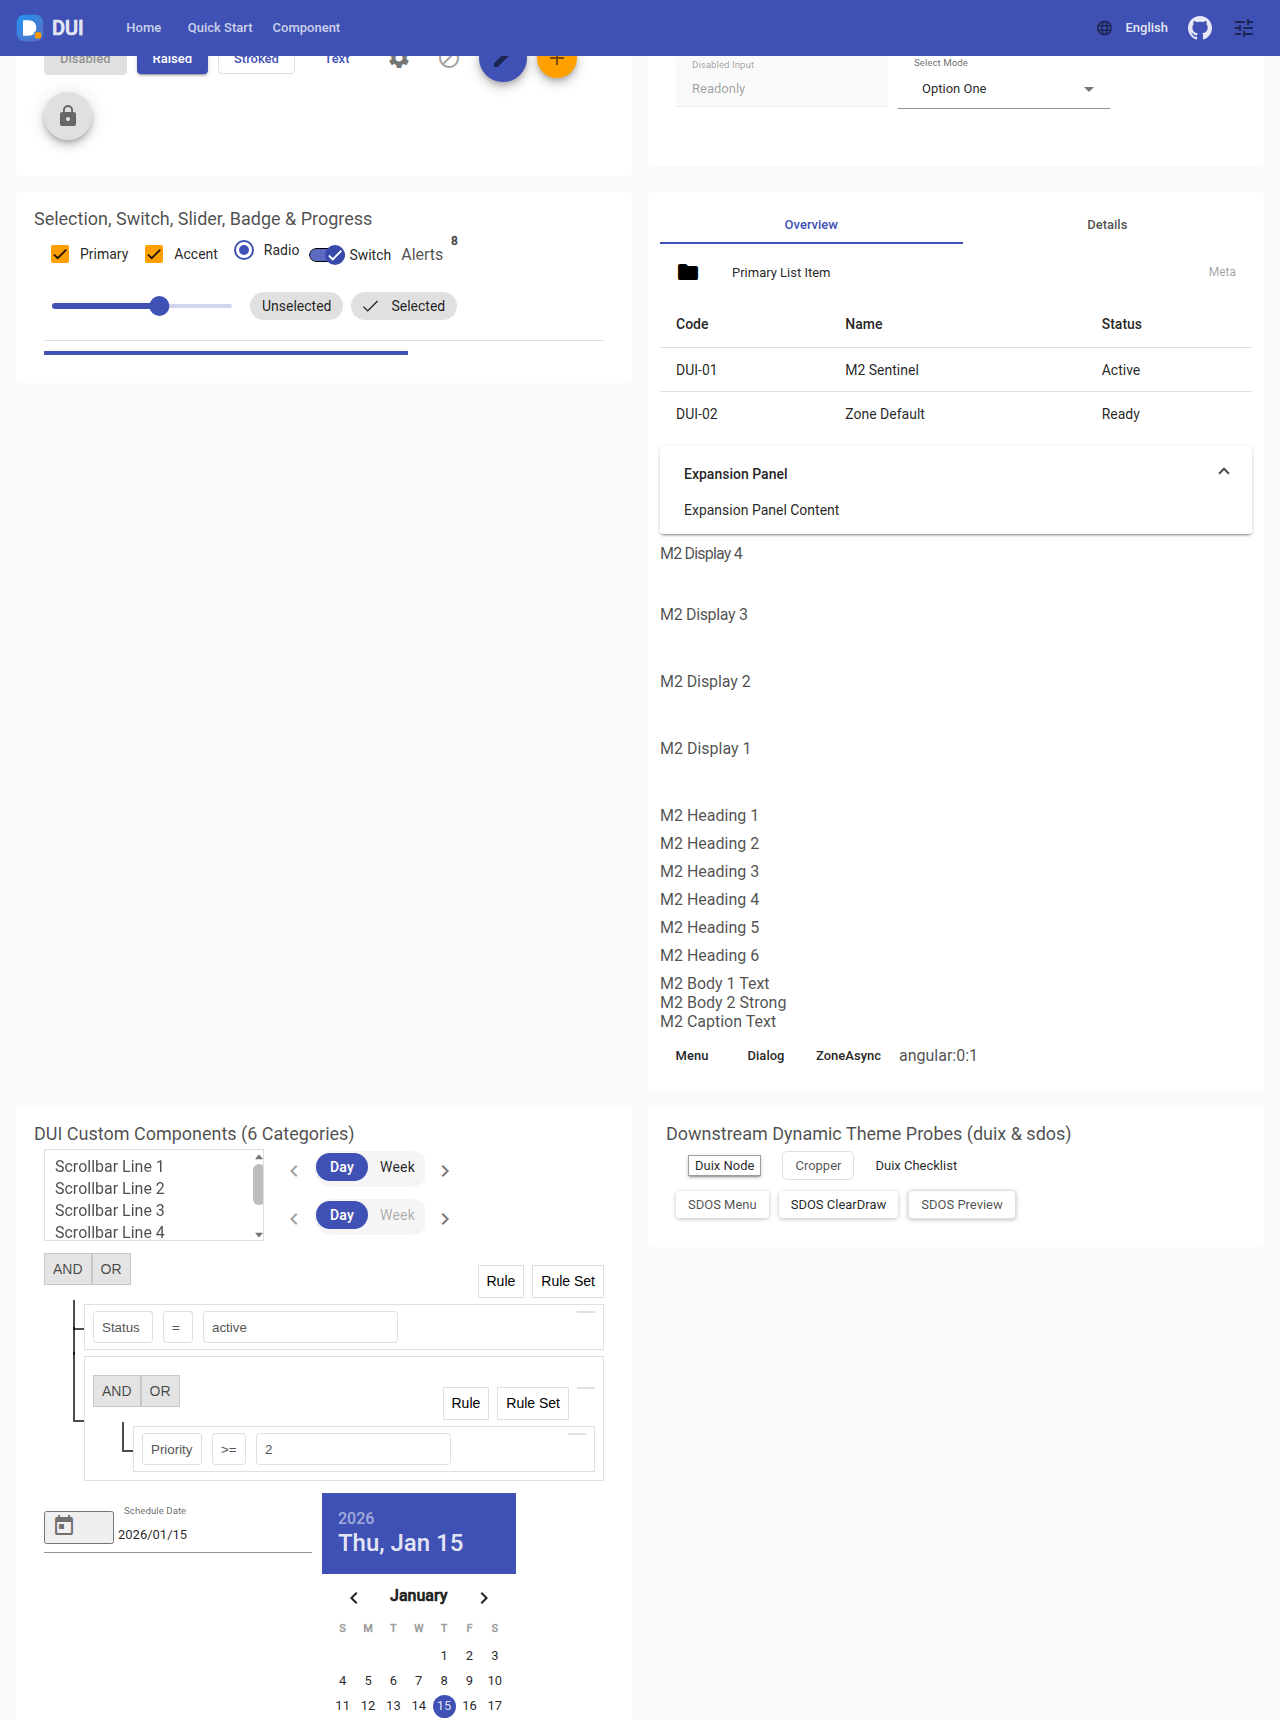 DUI Home Quick Start Component English
Disabled Raised Stroked Text
Disabled Input
Readonly
Select Mode
Option One
Selection, Switch, Slider, Badge & Progress
Primary Accent Radio Switch Alerts 8
Unselected Selected
Overview Details
Primary List Item Meta
Code Name Status
DUI-01 M2 Sentinel Active
DUI-02 Zone Default Ready
Expansion Panel
Expansion Panel Content
M2 Display 4
M2 Display 3
M2 Display 2
M2 Display 1
M2 Heading 1
M2 Heading 2
M2 Heading 3
M2 Heading 4
M2 Heading 5
M2 Heading 6
M2 Body 1 Text
M2 Body 2 Strong
M2 Caption Text
Menu Dialog ZoneAsync angular:0:1
DUI Custom Components (6 Categories)
Scrollbar Line 1
Scrollbar Line 2
Scrollbar Line 3
Scrollbar Line 4
Day Week
Day Week
AND OR
Rule Rule Set
Status = active
AND OR
Rule Rule Set
Priority >= 2
Schedule Date
2026/01/15
2026
Thu, Jan 15
January
S M T W T F S
1 2 3
4 5 6 7 8 9 10
11 12 13 14 15 16 17
Downstream Dynamic Theme Probes (duix & sdos)
Duix Node Cropper Duix Checklist
SDOS Menu SDOS ClearDraw SDOS Preview